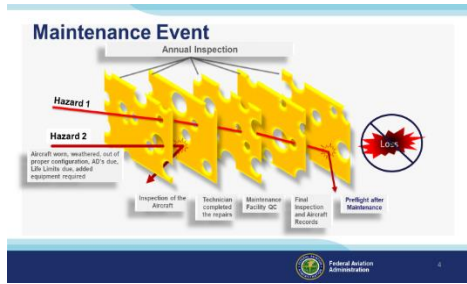 Maintenance Event
Annual Inspection
Hazard 1
Hazard 2
Aircraft worn, weathered, out of
proper configuration, AD's due,
Life Limits due, added
equipment required
Loss
Inspection of the
Aircraft
Technician
completed
the repairs
Maintenance
Facility QC
Final
Inspection
and Aircraft
Records
Preflight after
Maintenance
Federal Aviation
Administration
4